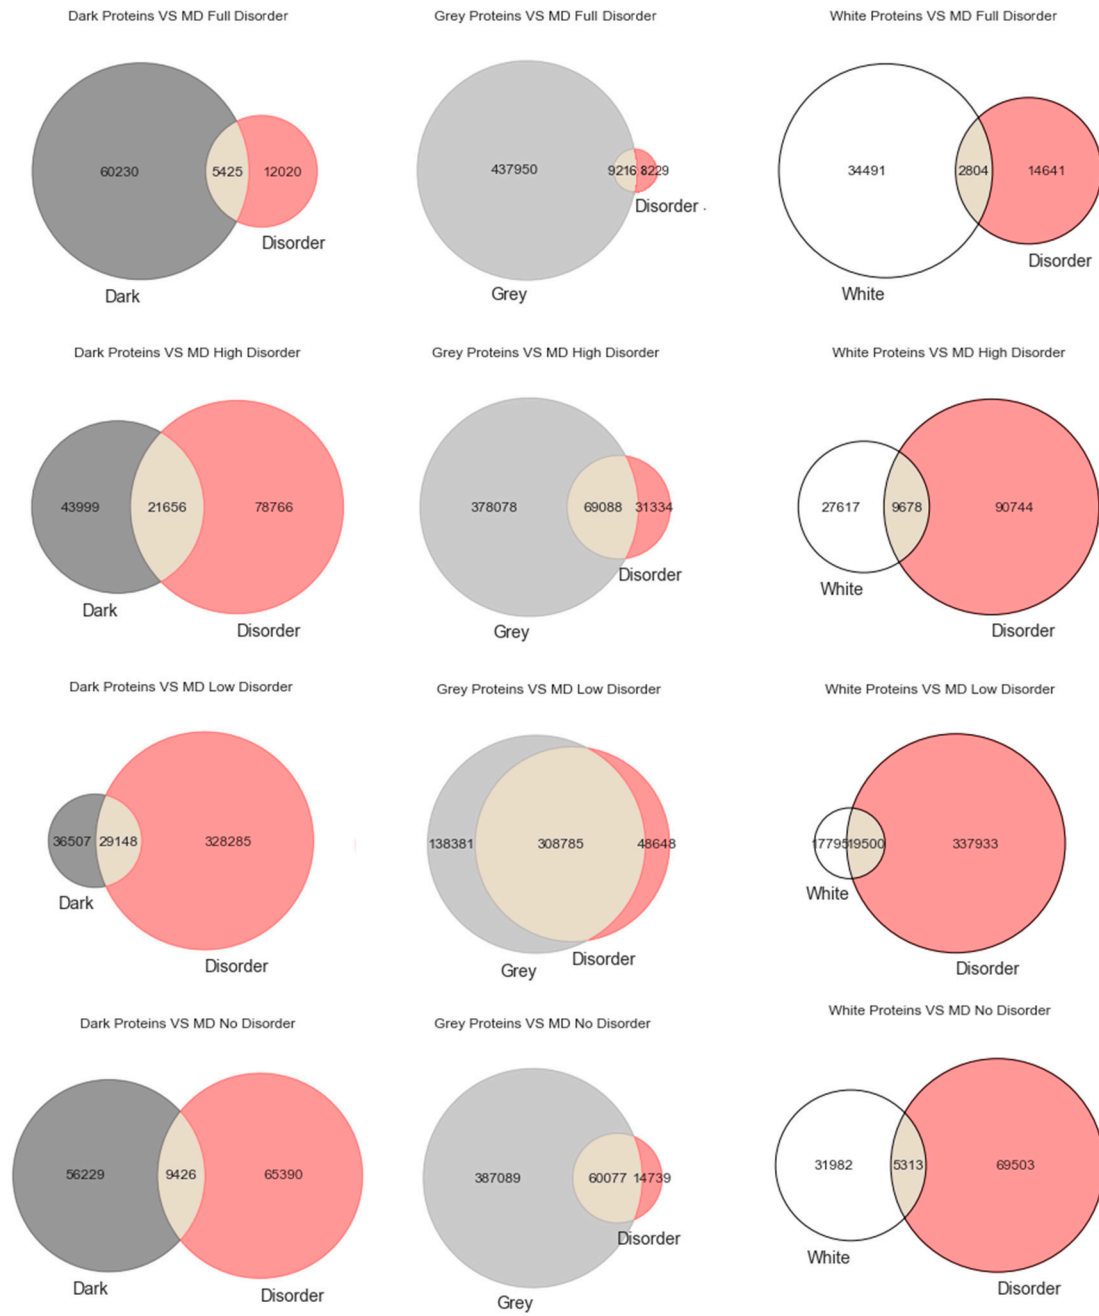 Dark Proteins VS MD Full Disorder
60230
5425
12020
Disorder
Dark
Grey Proteins VS MD Full Disorder
437950
9216
8229
Disorder
Grey
White Proteins VS MD Full Disorder
34491
2804
14641
Disorder
White
Dark Proteins VS MD High Disorder
43999
21656
78766
Dark
Disorder
Grey Proteins VS MD High Disorder
378078
69088
31334
Disorder
Grey
White Proteins VS MD High Disorder
27617
9678
90744
White
Disorder
Dark Proteins VS MD Low Disorder
36507
29148
328285
Dark
Disorder
Grey Proteins VS MD Low Disorder
138381
308785
48648
Disorder
Grey
White Proteins VS MD Low Disorder
17795
19500
337933
White
Disorder
Dark Proteins VS MD No Disorder
56229
9426
65390
Dark
Disorder
Grey Proteins VS MD No Disorder
387089
60077
14739
Disorder
Grey
White Proteins VS MD No Disorder
31982
5313
69503
White
Disorder